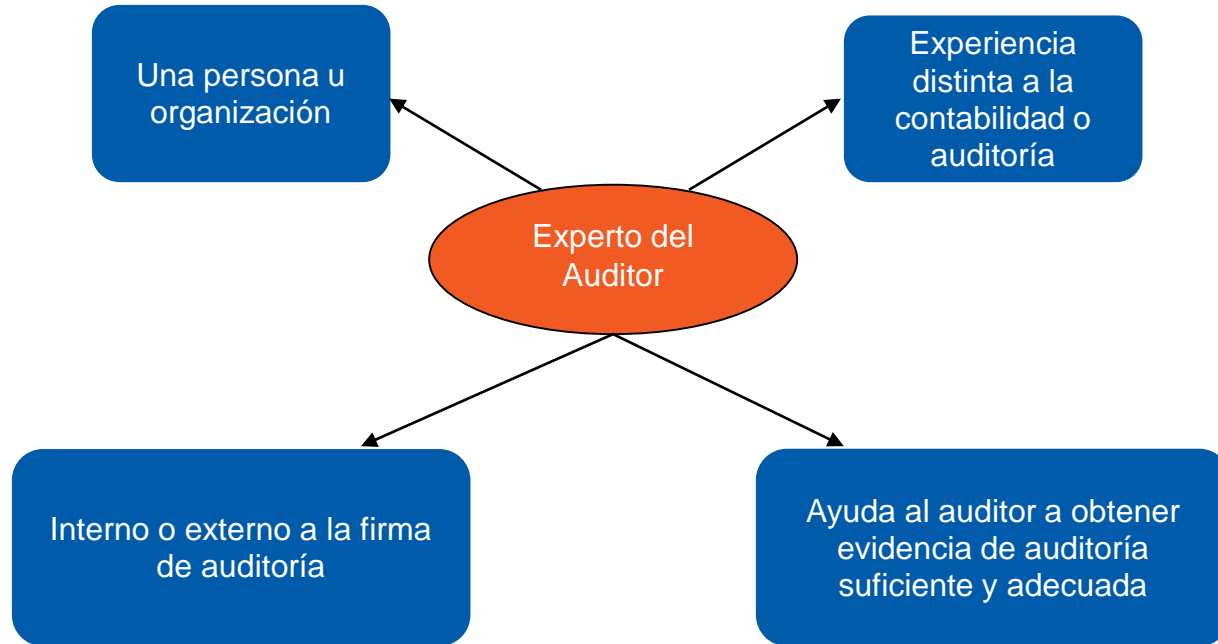 Una persona u
organización
Experiencia
distinta a la
contabilidad o
auditoría
Experto del
Auditor
Interno o externo a la firma
de auditoría
Ayuda al auditor a obtener
evidencia de auditoría
suficiente y adecuada